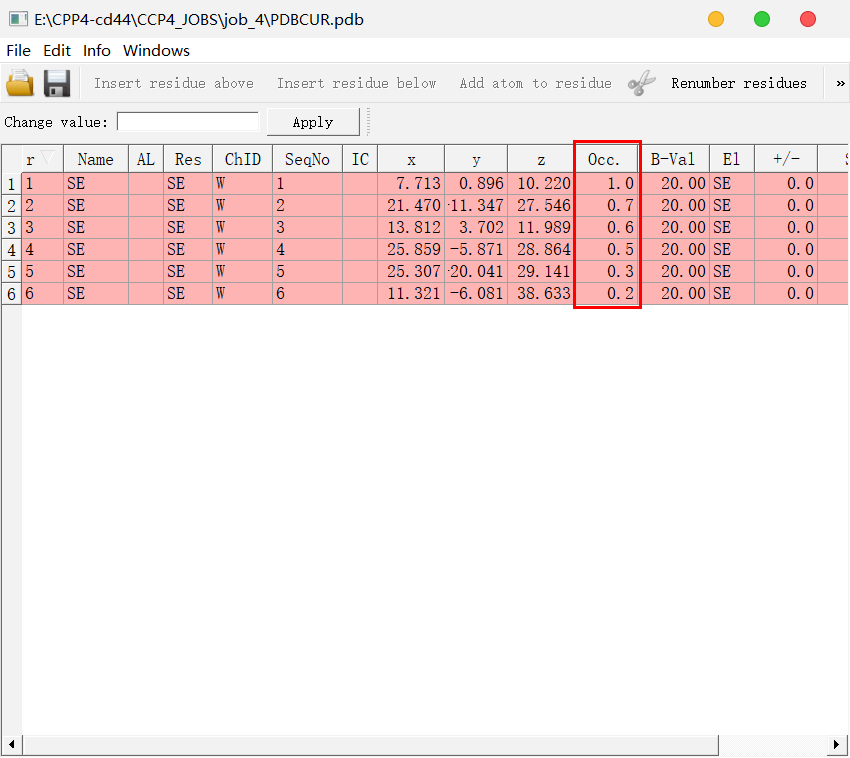 E:\CPP4-cd44\CCP4_JOBS\job_4\PDBCUR.pdb
File Edit Info Windows
Insert residue above Insert residue below Add atom to residue Renumber residues »
Change value: Apply
r Name AL Res ChID SeqNo IC x y z Occ. B-Val El +/-
1 1 SE SE W 1 7.713 0.896 10.220 1.0 20.00 SE 0.0
2 2 SE SE W 2 21.470 -11.347 27.546 0.7 20.00 SE 0.0
3 3 SE SE W 3 13.812 3.702 11.989 0.6 20.00 SE 0.0
4 4 SE SE W 4 25.859 -5.871 28.864 0.5 20.00 SE 0.0
5 5 SE SE W 5 25.307 -20.041 29.141 0.3 20.00 SE 0.0
6 6 SE SE W 6 11.321 -6.081 38.633 0.2 20.00 SE 0.0